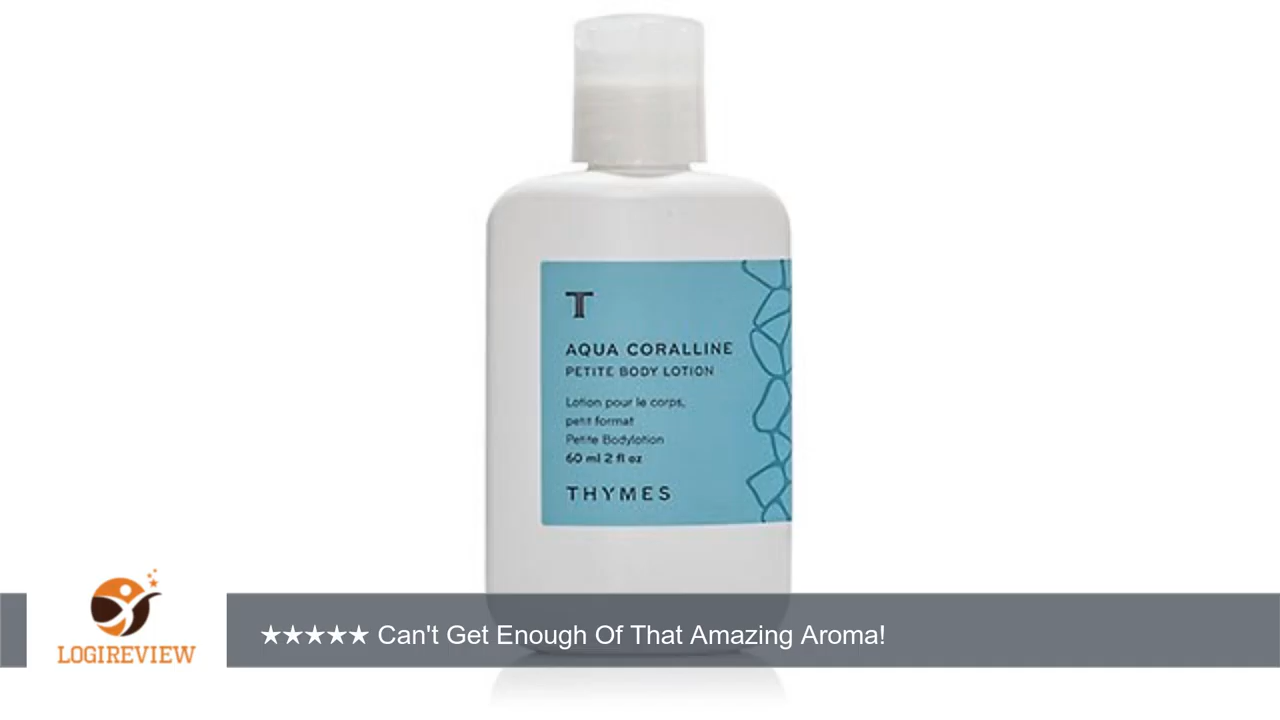 T
AQUA CORALLINE
PETITE BODY LOTION
Lotion pour le corps,
petit format
Petite Bodylotion
60 ml 2 fl oz
THYMES
★★★★★ Can't Get Enough Of That Amazing Aroma!
LOGIREVIEW